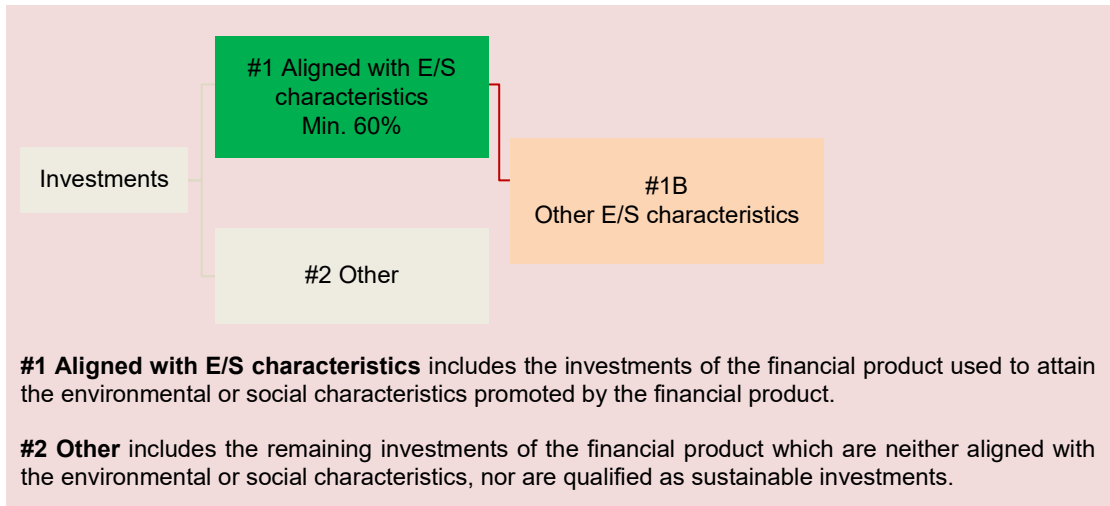 #1 Aligned with E/S
characteristics
Min. 60%
Investments
#1B
Other E/S characteristics
#2 Other
#1 Aligned with E/S characteristics includes the investments of the financial product used to attain
the environmental or social characteristics promoted by the financial product.
#2 Other includes the remaining investments of the financial product which are neither aligned with
the environmental or social characteristics, nor are qualified as sustainable investments.